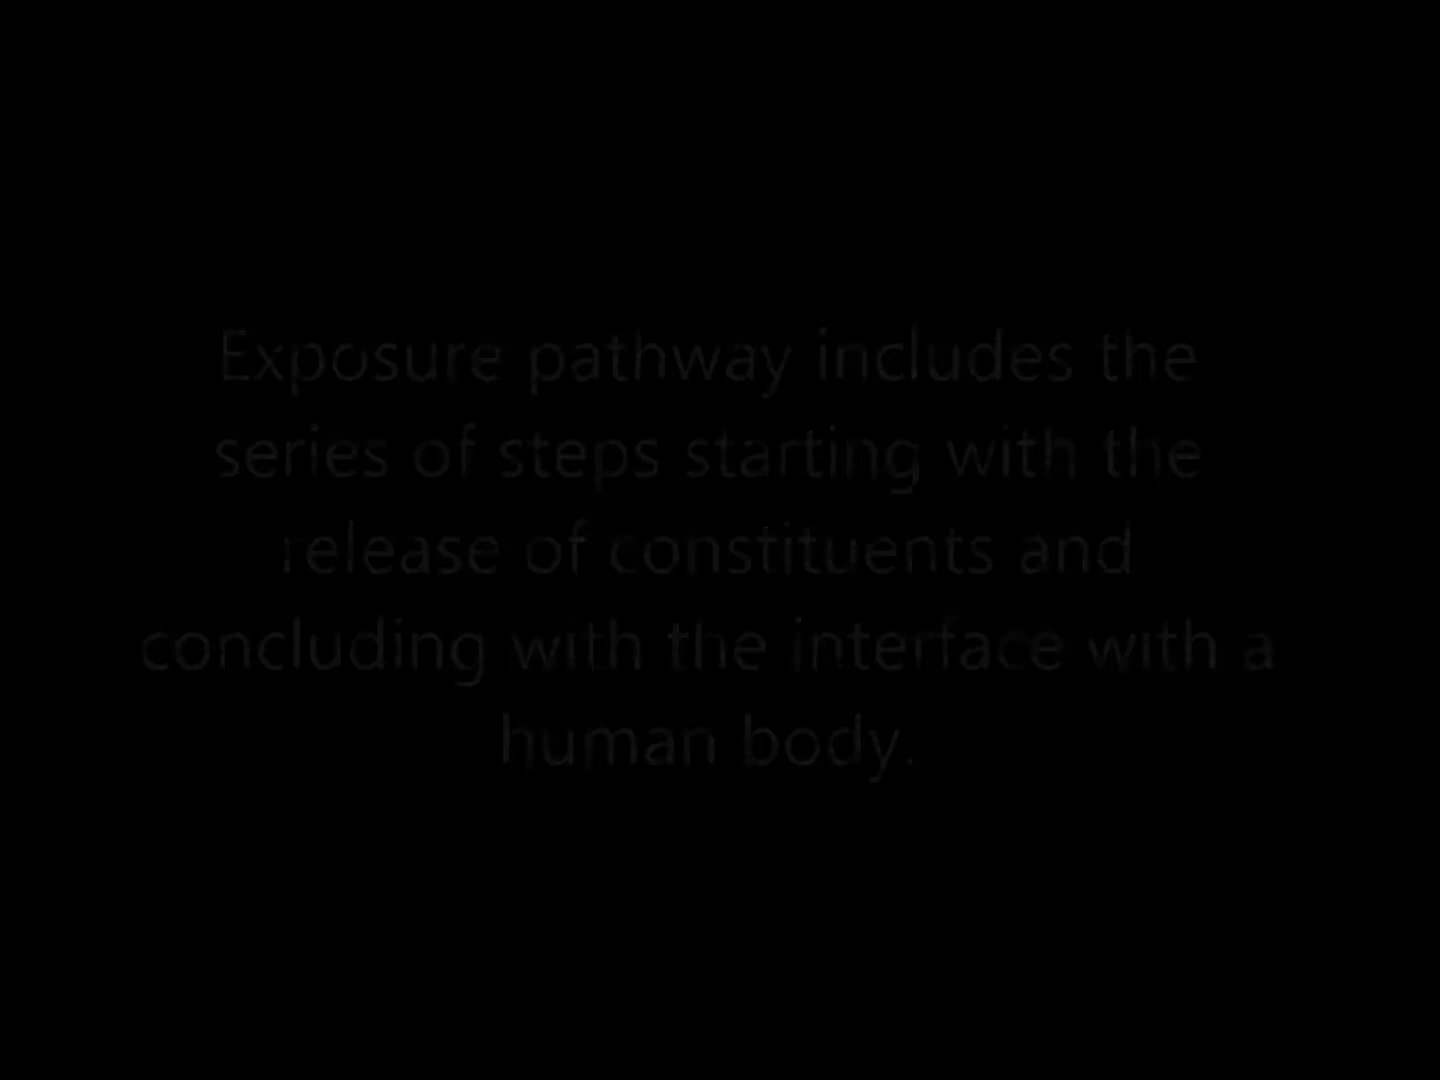 Exposure pathway includes the
series of steps starting with the
release of constituents and
concluding with the interface with a
human body.